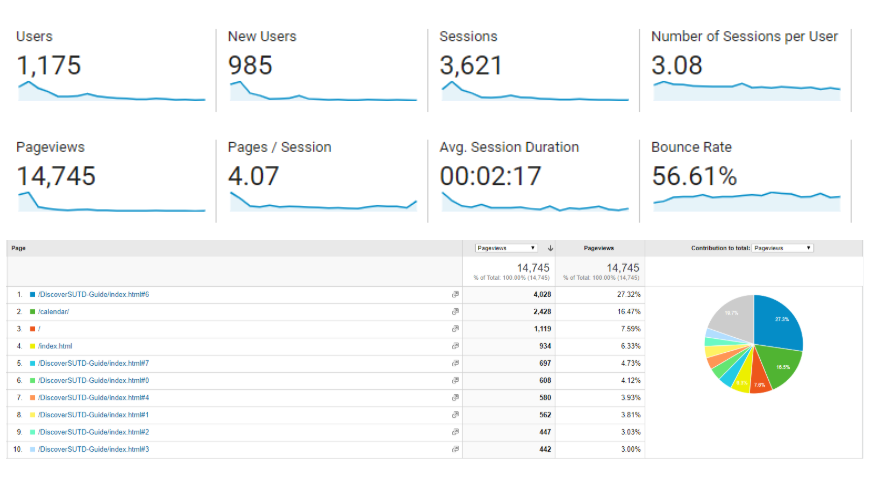 Users New Users Sessions Number of Sessions per User
1,175 985 3,621 3.08
Pageviews Pages / Session Avg. Session Duration Bounce Rate
14,745 4.07 00:02:17 56.61%
Page Pageviews Pageviews Contribution to total: Pageviews
14,745 14,745
% of Total: 100.00% (14,745) % of Total: 100.00% (14,745)
1. /DiscoverSUTD-Guide/index.html#6 4,028 27.32%
2. /calendar/ 2,428 16.47%
3. / 1,119 7.59%
4. /index.html 934 6.33%
5. /DiscoverSUTD-Guide/index.html#7 697 4.73%
6. /DiscoverSUTD-Guide/index.html#0 608 4.12%
7. /DiscoverSUTD-Guide/index.html#4 580 3.93%
8. /DiscoverSUTD-Guide/index.html#1 562 3.81%
9. /DiscoverSUTD-Guide/index.html#2 447 3.03%
10. /DiscoverSUTD-Guide/index.html#3 442 3.00%
27.3%
16.5%
7.6%